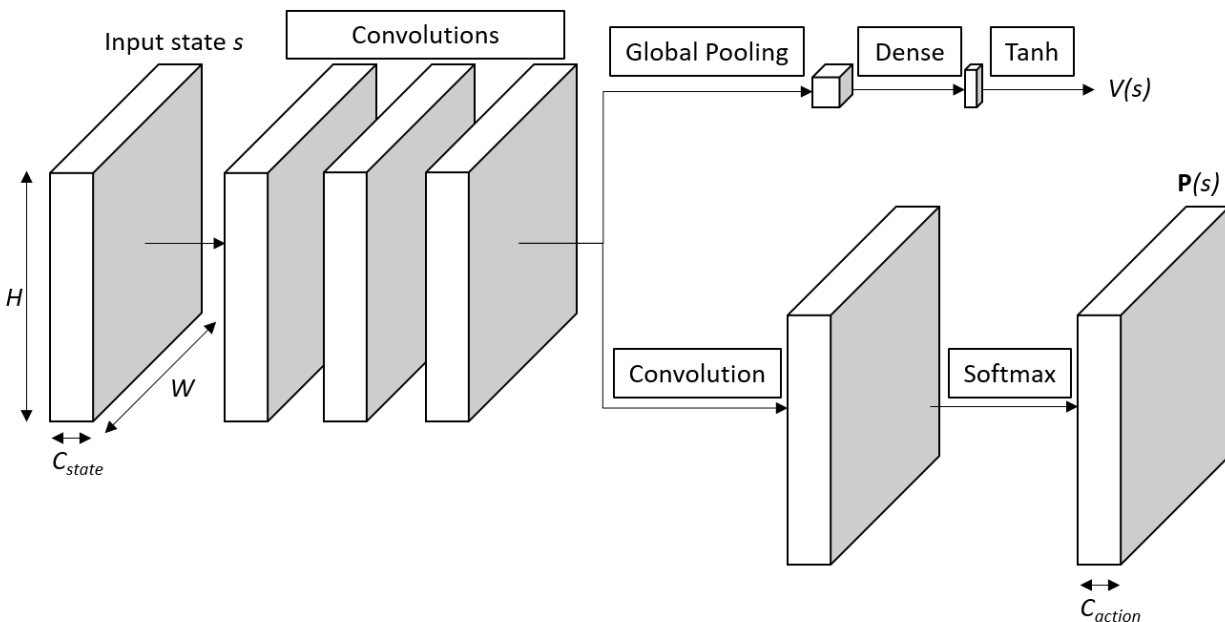 Input state s
Convolutions
Global Pooling
Dense
Tanh
V(s)
P(s)
H
W
C_state
Convolution
Softmax
C_action